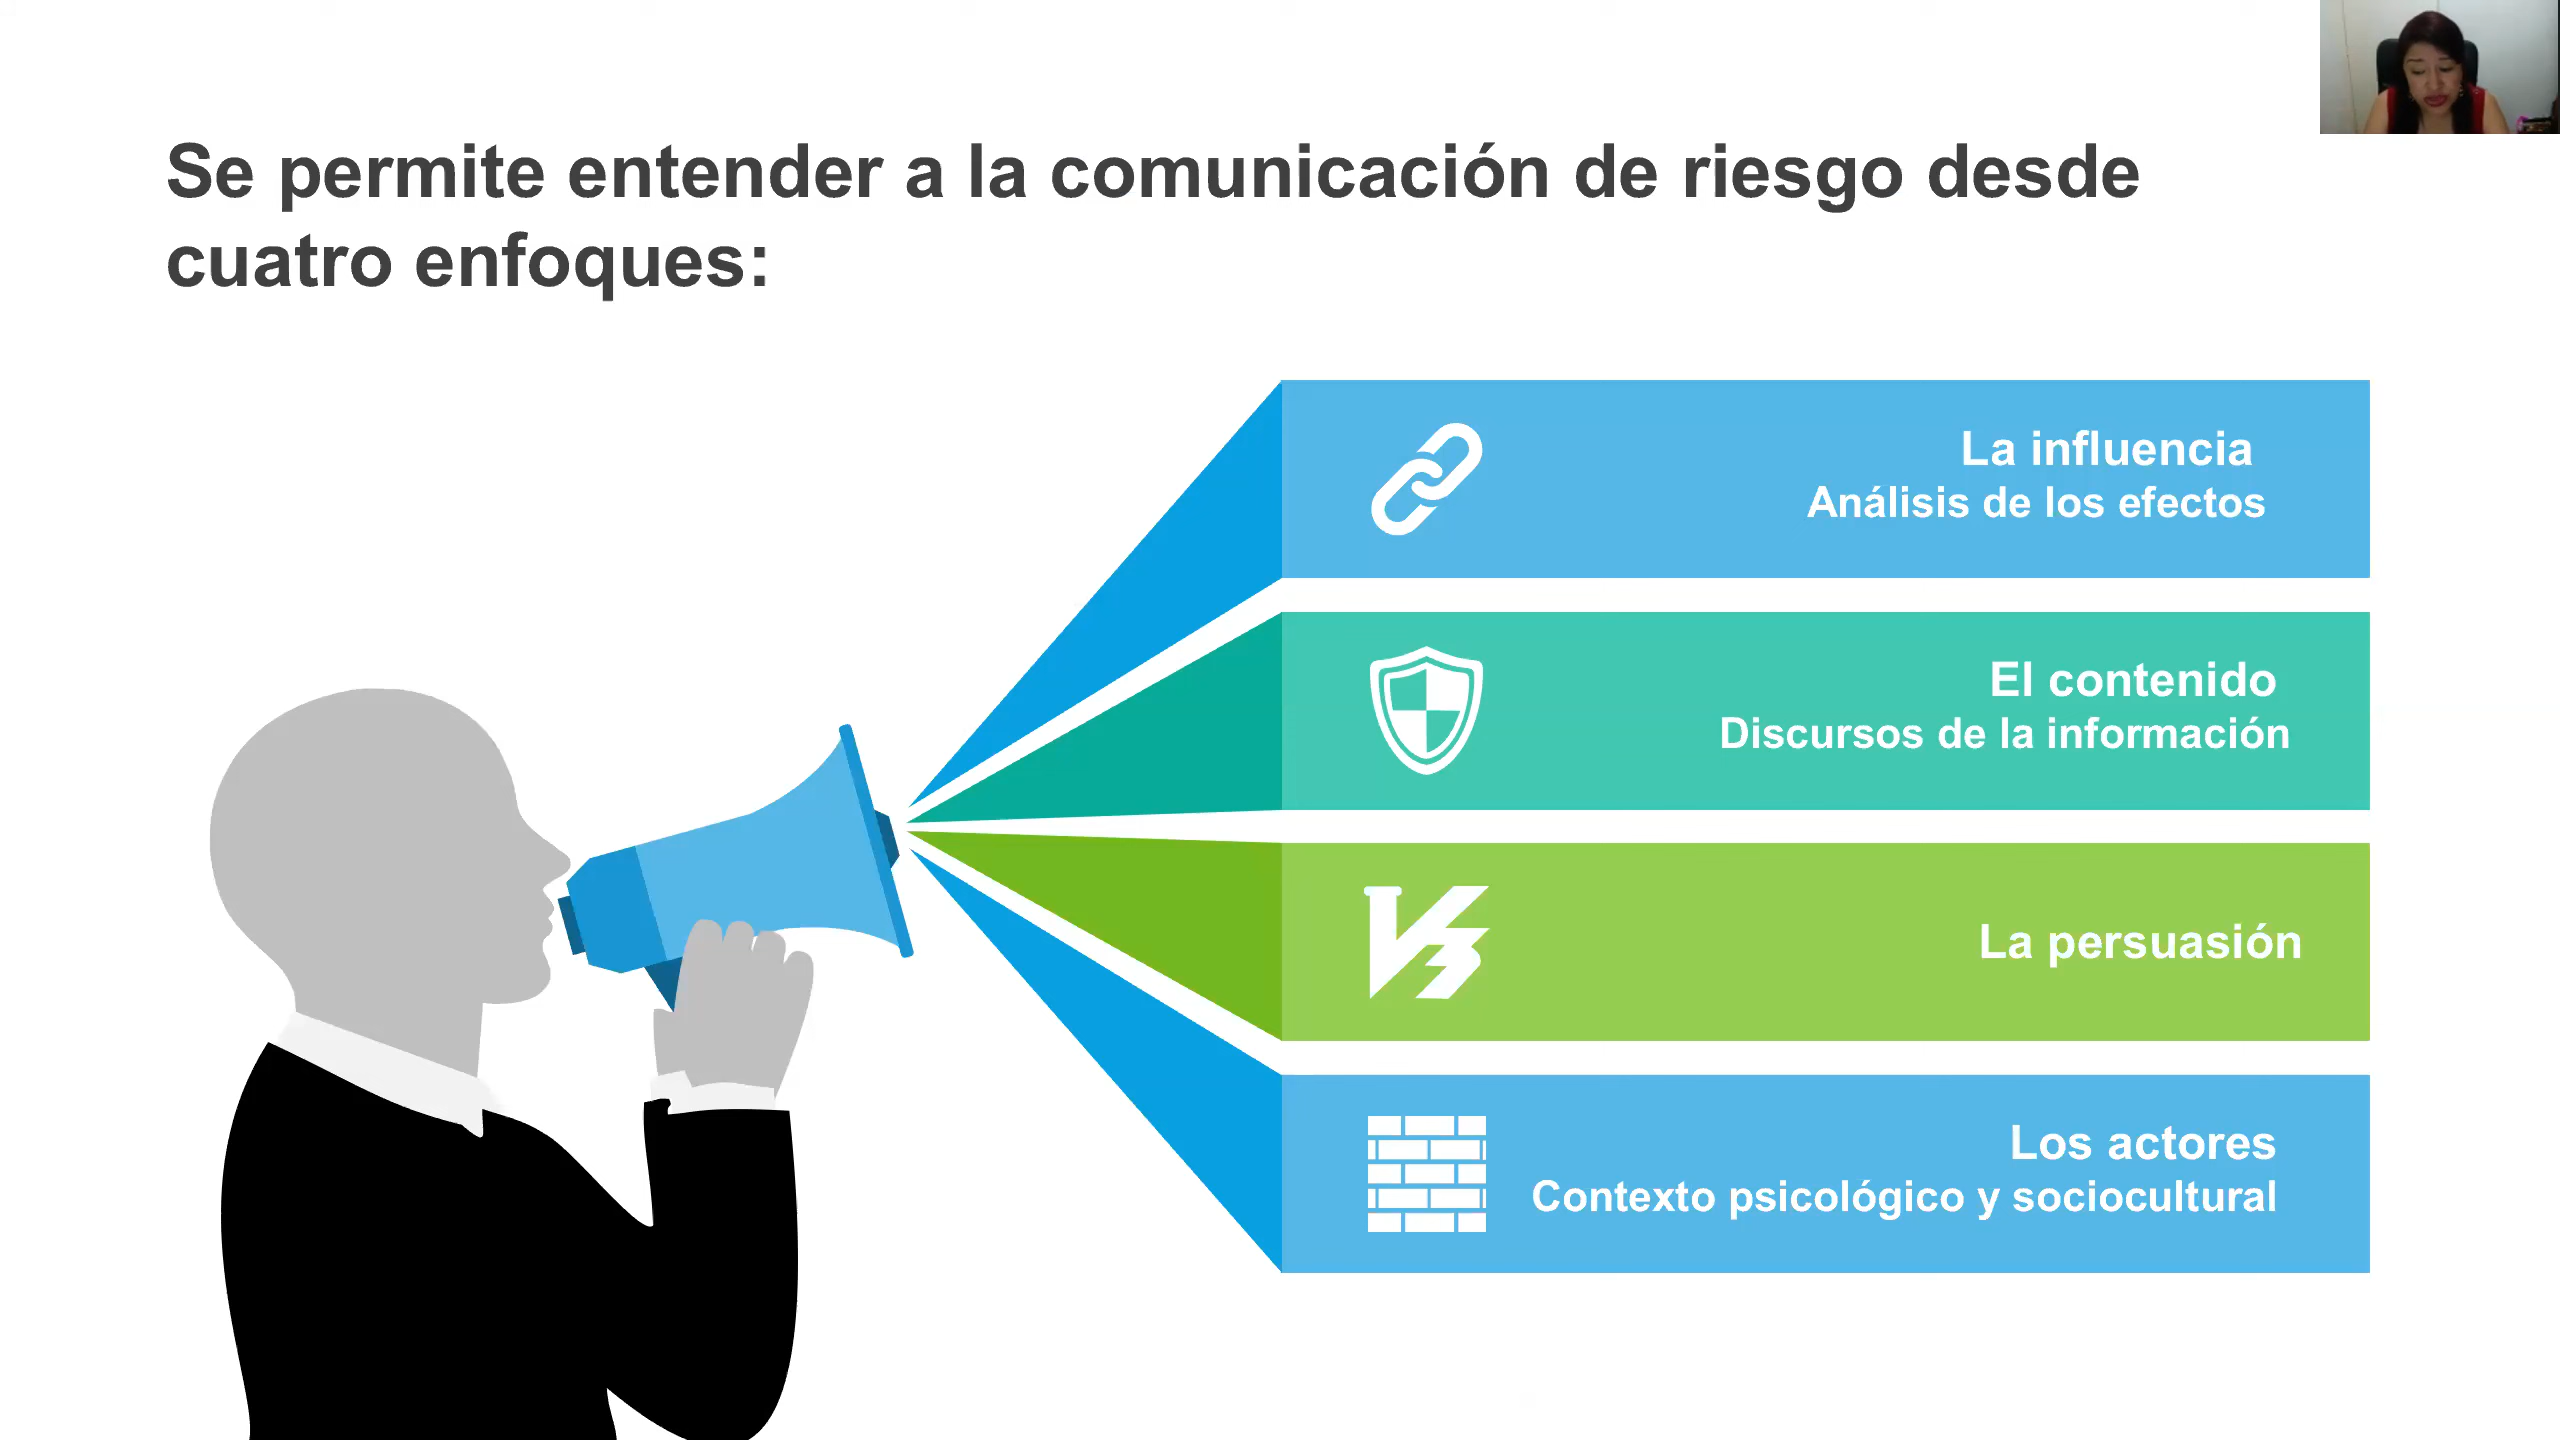 Se permite entender a la comunicación de riesgo desde
cuatro enfoques:
La influencia
Análisis de los efectos
El contenido
Discursos de la información
La persuasión
Los actores
Contexto psicológico y sociocultural